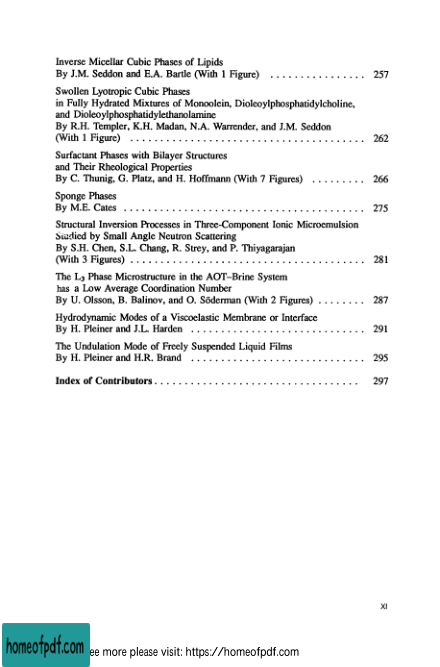 Inverse Micellar Cubic Phases of Lipids
By J.M. Seddon and E.A. Bartle (With 1 Figure) ................ 257
Swollen Lyotropic Cubic Phases
in Fully Hydrated Mixtures of Monoolein, Dioleoylphosphatidylcholine,
and Dioleoylphosphatidylethanolamine
By R.H. Templer, K.H. Madan, N.A. Warrender, and J.M. Seddon
(With 1 Figure) ....................................... 262
Surfactant Phases with Bilayer Structures
and Their Rheological Properties
By C. Thunig, G. Platz, and H. Hoffmann (With 7 Figures) ......... 266
Sponge Phases
By M.E. Cates ........................................ 275
Structural Inversion Processes in Three-Component Ionic Microemulsion
Studied by Small Angle Neutron Scattering
By S.H. Chen, S.L. Chang, R. Strey, and P. Thiyagarajan
(With 3 Figures) ....................................... 281
The L₃ Phase Microstructure in the AOT–Brine System
has a Low Average Coordination Number
By U. Olsson, B. Balinov, and O. Söderman (With 2 Figures) ........ 287
Hydrodynamic Modes of a Viscoelastic Membrane or Interface
By H. Pleiner and J.L. Harden ............................. 291
The Undulation Mode of Freely Suspended Liquid Films
By H. Pleiner and H.R. Brand ............................. 295
Index of Contributors .................................. 297
XI
homeofpdf.com
ee more please visit: https://homeofpdf.com